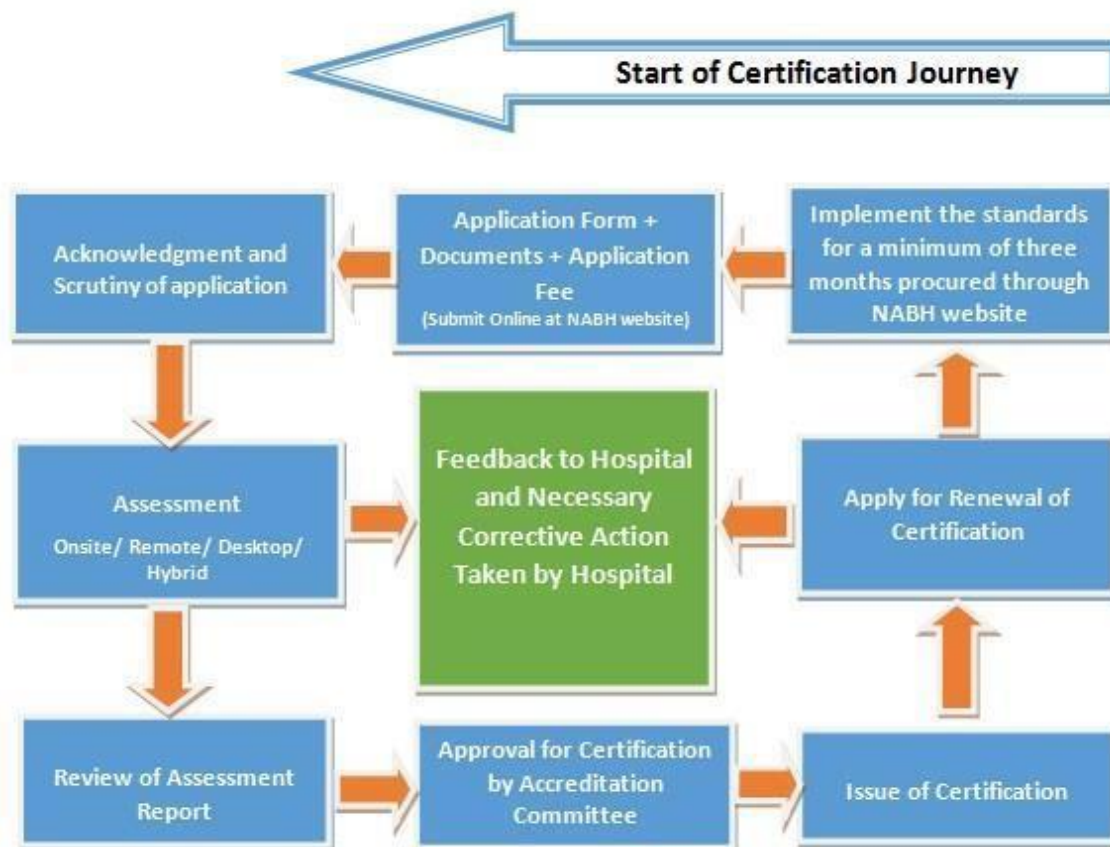 Start of Certification Journey
Acknowledgment and
Scrutiny of application
Application Form +
Documents + Application
Fee
(Submit Online at NABH website)
Implement the standards
for a minimum of three
months procured through
NABH website
Assessment
Onsite/ Remote/ Desktop/
Hybrid
Feedback to Hospital
and Necessary
Corrective Action
Taken by Hospital
Apply for Renewal of
Certification
Review of Assessment
Report
Approval for Certification
by Accreditation
Committee
Issue of Certification